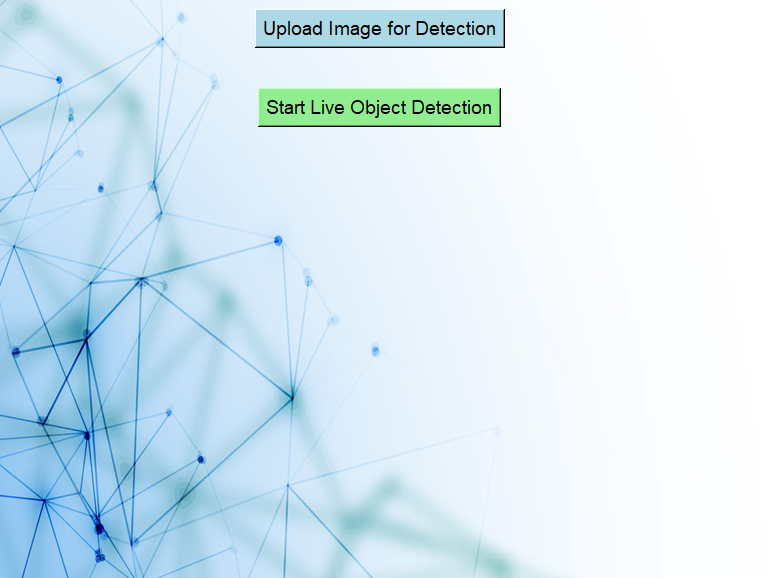 Upload Image for Detection
Start Live Object Detection